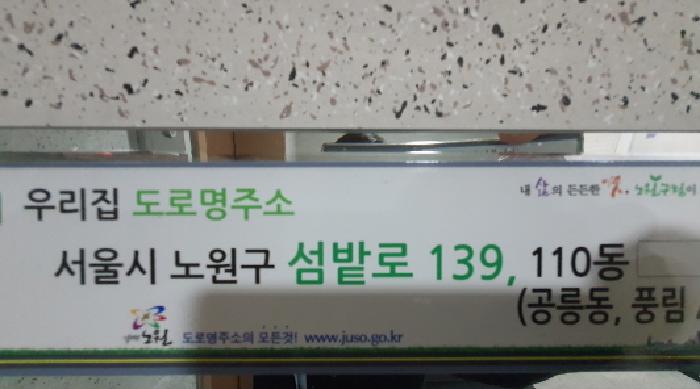 우리집 도로명주소
내 삶의 든든한 빛, 노원구청이
서울시 노원구 섬밭로 139, 110동
(공릉동, 풍림
노원 도로명주소의 모든것! www.juso.go.kr